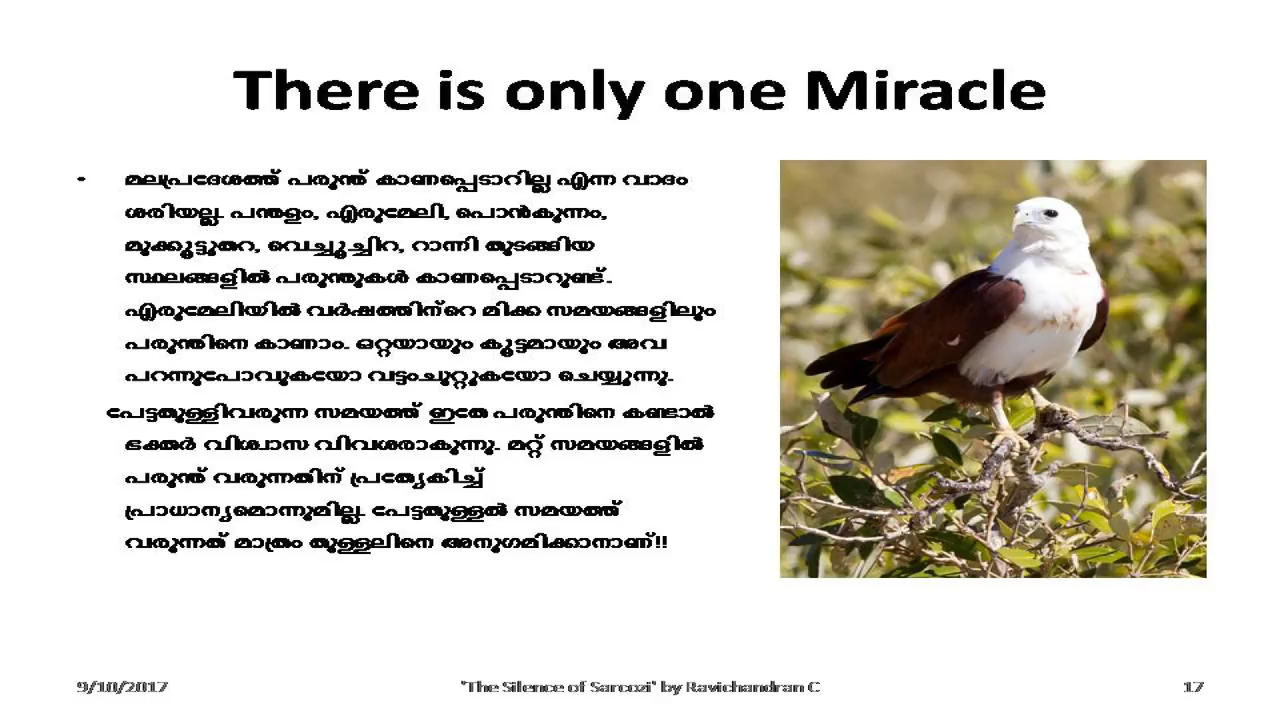 There is only one Miracle
• മലപ്രദേശത്ത് പരുന്ത് കാണപ്പെടാറില്ല എന്ന വാദം
ശരിയല്ല. പന്തളം, എരുമേലി, പൊൻകുന്നം,
മുക്കൂട്ടുതറ, വെച്ചൂച്ചിറ, റാന്നി തുടങ്ങിയ
സ്ഥലങ്ങളിൽ പരുന്തുകൾ കാണപ്പെടാറുണ്ട്.
എരുമേലിയിൽ വർഷത്തിന്റെ മിക്ക സമയങ്ങളിലും
പരുന്തിനെ കാണാം. ഒറ്റയായും കൂട്ടമായും അവ
പറന്നുപോവുകയോ വട്ടംചുറ്റുകയോ ചെയ്യുന്നു.
പേട്ടതുള്ളിവരുന്ന സമയത്ത് ഇതേ പരുന്തിനെ കണ്ടാൽ
ഭക്തർ വിശ്വാസ വിവശരാകുന്നു. മറ്റ് സമയങ്ങളിൽ
പരുന്ത് വരുന്നതിന് പ്രത്യേകിച്ച്
പ്രാധാന്യമൊന്നുമില്ല. പേട്ടതുള്ളൽ സമയത്ത്
വരുന്നത് മാത്രം തുള്ളലിനെ അനുഗമിക്കാനാണ്!!
9/10/2017
'The Silence of Sarcozi' by Ravichandran C
17